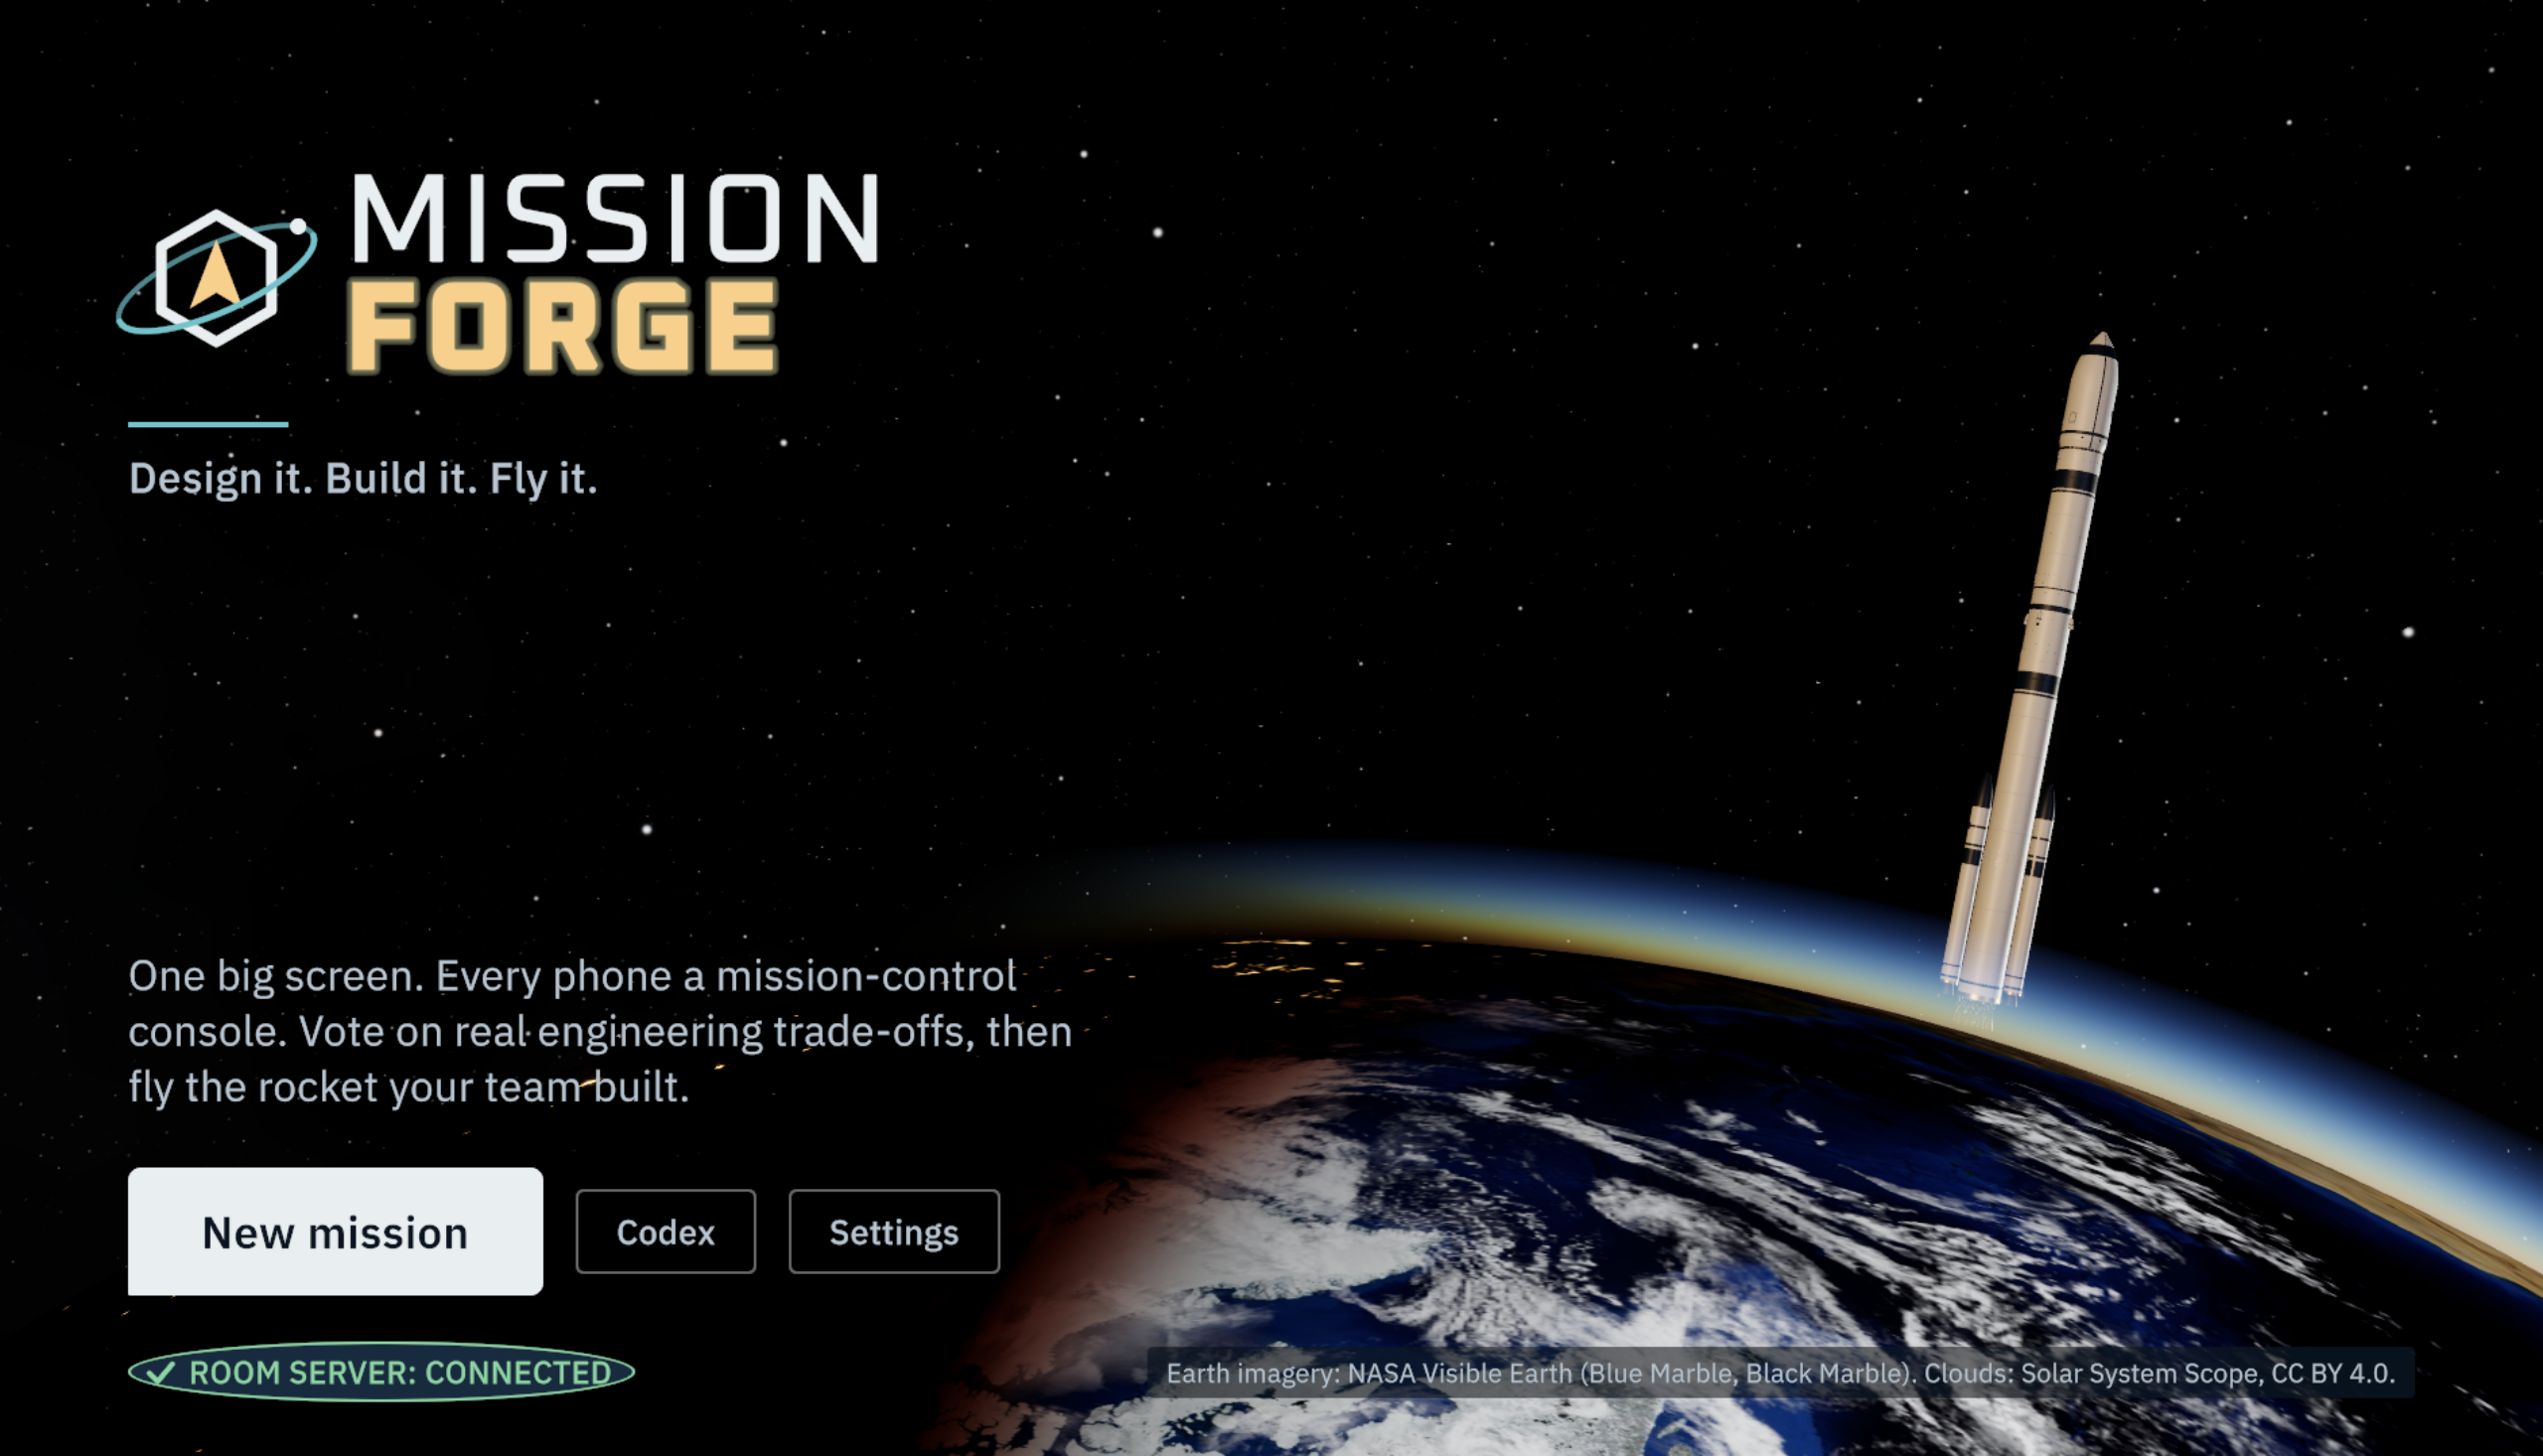 MISSION
FORGE
Design it. Build it. Fly it.
One big screen. Every phone a mission-control
console. Vote on real engineering trade-offs, then
fly the rocket your team built.
New mission
Codex
Settings
✓ ROOM SERVER: CONNECTED
Earth imagery: NASA Visible Earth (Blue Marble, Black Marble). Clouds: Solar System Scope, CC BY 4.0.